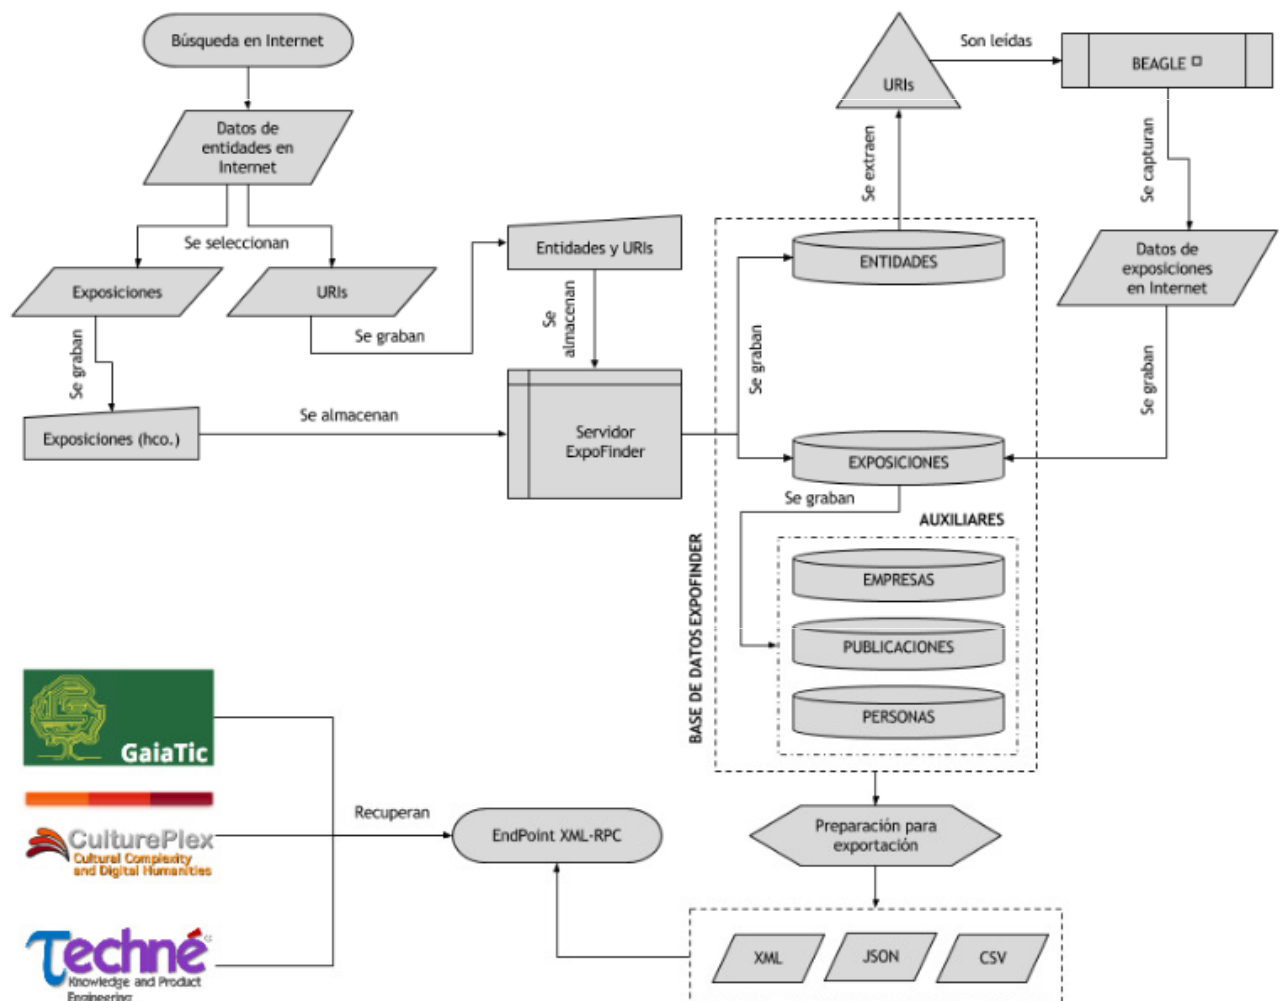 Búsqueda en Internet
Datos de
entidades en
Internet
Se seleccionan
Exposiciones
URIs
Se graban
Se graban
Exposiciones (hco.)
Se almacenan
Entidades y URIs
Se
almacenan
Servidor
ExpoFinder
Se graban
URIs
Son leídas
BEAGLE
Se extraen
Se capturan
ENTIDADES
Datos de
exposiciones
en Internet
Se graban
EXPOSICIONES
Se graban
AUXILIARES
EMPRESAS
PUBLICACIONES
PERSONAS
BASE DE DATOS EXPOFINDER
Preparación para
exportación
XML
JSON
CSV
EndPoint XML-RPC
Recuperan
GaiaTic
CulturePlex
Cultural Complexity
and Digital Humanities
Techné
Knowledge and Product
Engineering